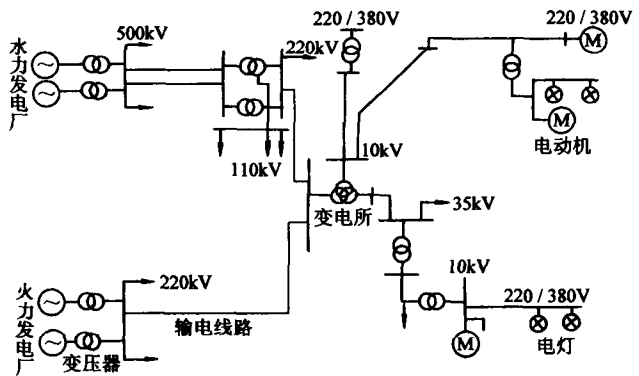 水力发电厂
500kV
220kV
220 / 380V
220 / 380V
M
M
电动机
110kV
10kV
变电所
35kV
火力发电厂
220kV
输电线路
变压器
10kV
220 / 380V
M
电灯